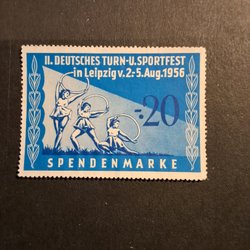 II. DEUTSCHES TURN-U. SPORTFEST
in Leipzig v. 2.-5. Aug. 1956
-.20
SPENDENMARKE